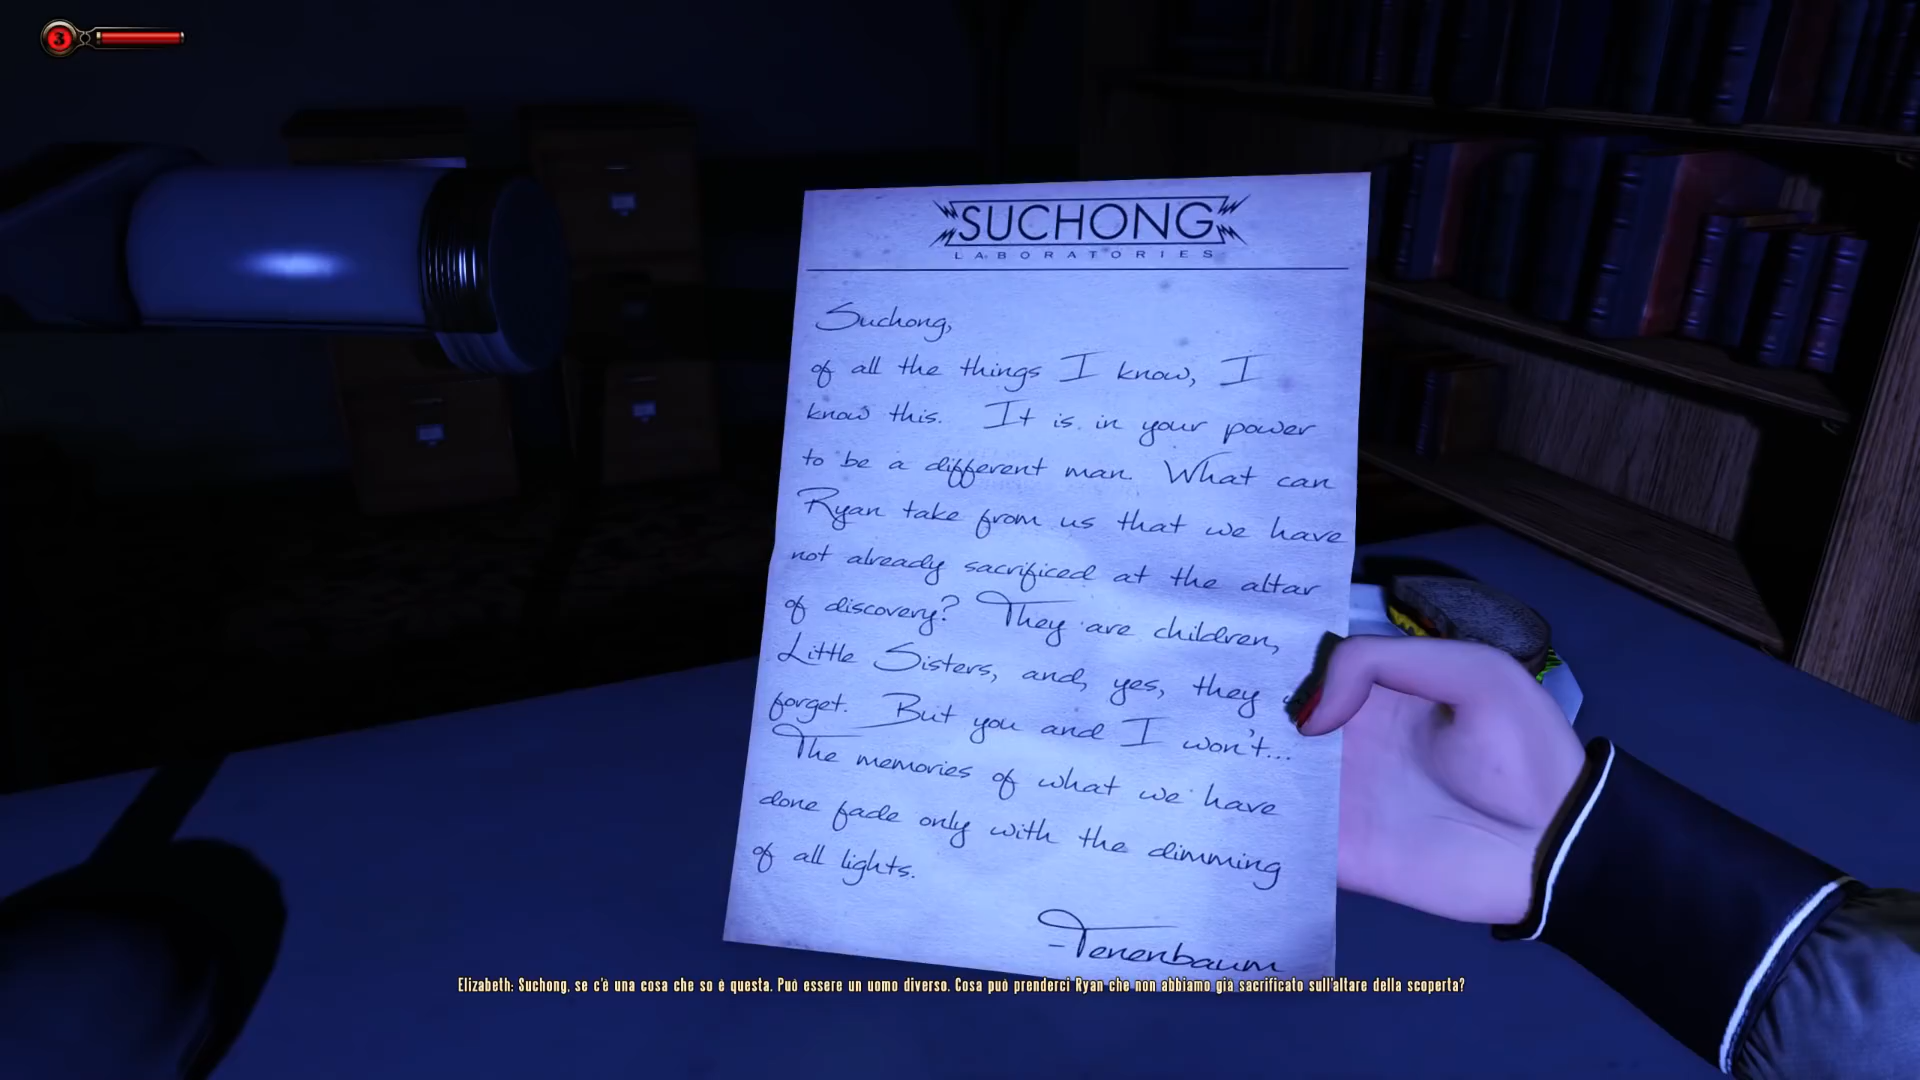 3
SUCHONG
LABORATORIES
Suchong,
of all the things I know, I
know this. It is in your power
to be a different man. What can
Ryan take from us that we have
not already sacrificed at the altar
of discovery? They are children,
Little Sisters, and, yes, they
forget. But you and I won't...
The memories of what we have
done fade only with the dimming
of all lights.
-Tenenbaum
Elizabeth: Suchong, se c'è una cosa che so è questa. Può essere un uomo diverso. Cosa può prenderci Ryan che non abbiamo già sacrificato sull'altare della scoperta?